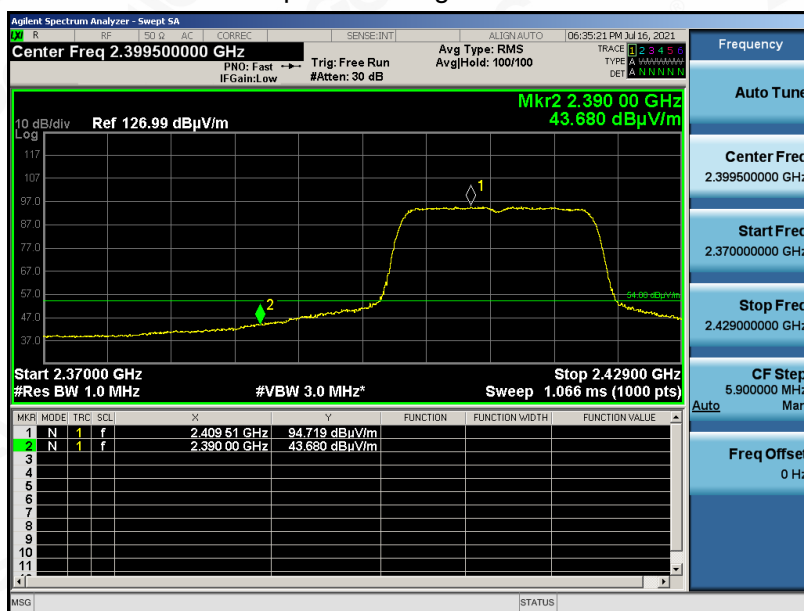 Agilent Spectrum Analyzer - Swept SA
LXI R RF 50 Ω AC CORREC SENSE:INT ALIGN AUTO 06:35:21 PM Jul 16, 2021
Center Freq 2.399500000 GHz
PNO: Fast
IFGain:Low
Trig: Free Run
#Atten: 30 dB
Avg Type: RMS
Avg|Hold: 100/100
TRACE 1 2 3 4 5 6
TYPE A WWWWW
DET A N N N N N
Mkr2 2.390 00 GHz
43.680 dBµV/m
10 dB/div Ref 126.99 dBµV/m
Log
117
107
97.0
87.0
77.0
67.0
57.0
47.0
37.0
1
2
54.00 dBµV/m
Start 2.37000 GHz Stop 2.42900 GHz
#Res BW 1.0 MHz #VBW 3.0 MHz* Sweep 1.066 ms (1000 pts)
MKR MODE TRC SCL X Y FUNCTION FUNCTION WIDTH FUNCTION VALUE
1 N 1 f 2.409 51 GHz 94.719 dBµV/m
2 N 1 f 2.390 00 GHz 43.680 dBµV/m
3
4
5
6
7
8
9
10
11
MSG STATUS
Frequency
Auto Tune
Center Freq
2.399500000 GHz
Start Freq
2.370000000 GHz
Stop Freq
2.429000000 GHz
CF Step
5.900000 MHz
Auto Man
Freq Offset
0 Hz